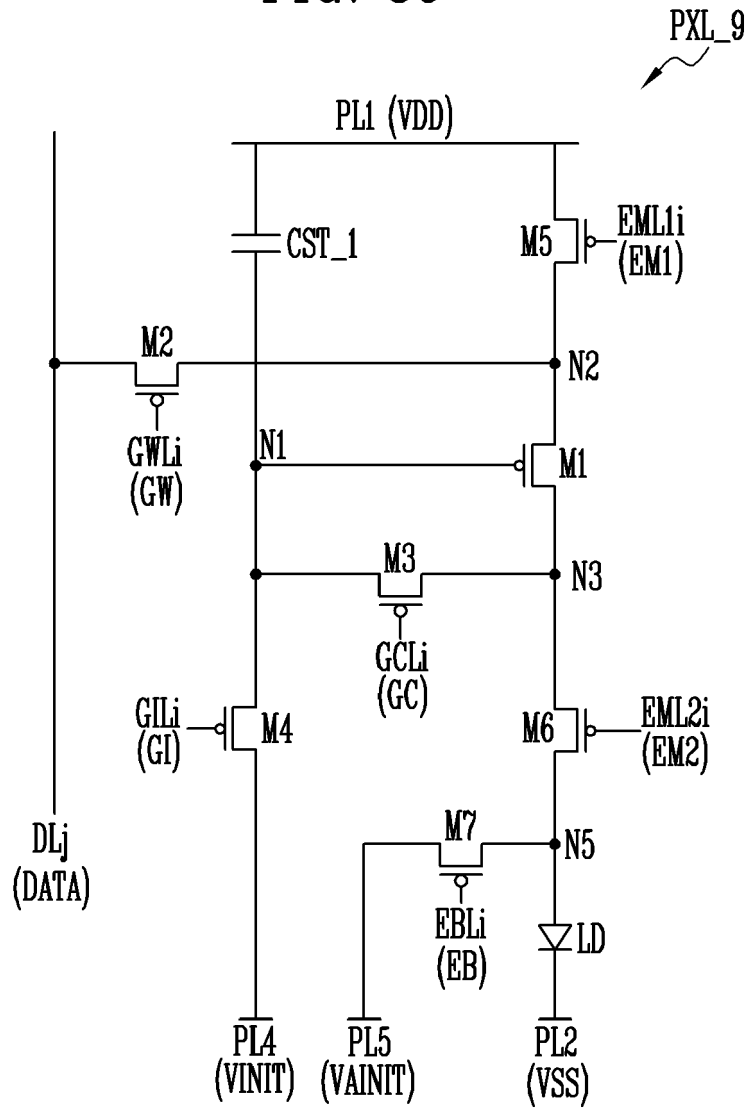 PXL_9
PL1 (VDD)
CST_1
M5
EML1i
(EM1)
M2
N2
GWLi
(GW)
N1
M1
M3
N3
GCLi
(GC)
GILi
(GI)
M4
M6
EML2i
(EM2)
M7
N5
DLj
(DATA)
EBLi
(EB)
LD
PL4
(VINIT)
PL5
(VAINIT)
PL2
(VSS)